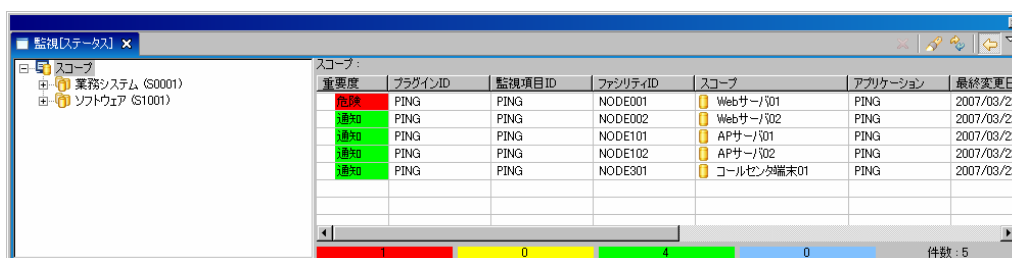 監視[ステータス]
スコープ
業務システム (S0001)
ソフトウェア (S1001)
スコープ :
重要度 プラグインID 監視項目ID ファシリティID スコープ アプリケーション 最終変更日
危険 PING PING NODE001 Webサーバ01 PING 2007/03/2
通知 PING PING NODE002 Webサーバ02 PING 2007/03/2
通知 PING PING NODE101 APサーバ01 PING 2007/03/2
通知 PING PING NODE102 APサーバ02 PING 2007/03/2
通知 PING PING NODE301 コールセンタ端末01 PING 2007/03/2
1 0 4 0 件数 : 5